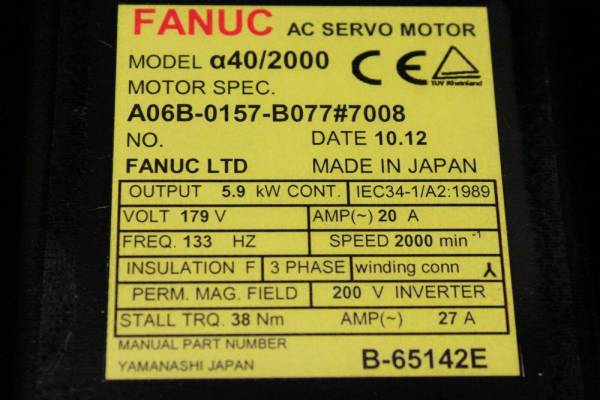 FANUC AC SERVO MOTOR
MODEL α40/2000 CE TÜV Rheinland
MOTOR SPEC.
A06B-0157-B077#7008
NO. DATE 10.12
FANUC LTD MADE IN JAPAN
OUTPUT 5.9 kW CONT. IEC34-1/A2:1989
VOLT 179 V AMP(~) 20 A
FREQ. 133 HZ SPEED 2000 min⁻¹
INSULATION F 3 PHASE winding conn
PERM. MAG. FIELD 200 V INVERTER
STALL TRQ. 38 Nm AMP(~) 27 A
MANUAL PART NUMBER
YAMANASHI JAPAN B-65142E